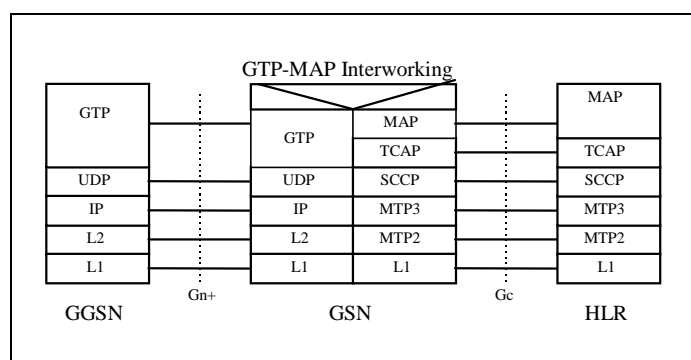 GTP-MAP Interworking
GTP MAP MAP
GTP TCAP TCAP
UDP UDP SCCP SCCP
IP IP MTP3 MTP3
L2 L2 MTP2 MTP2
L1 L1 L1 L1
Gn+ Gc
GGSN GSN HLR